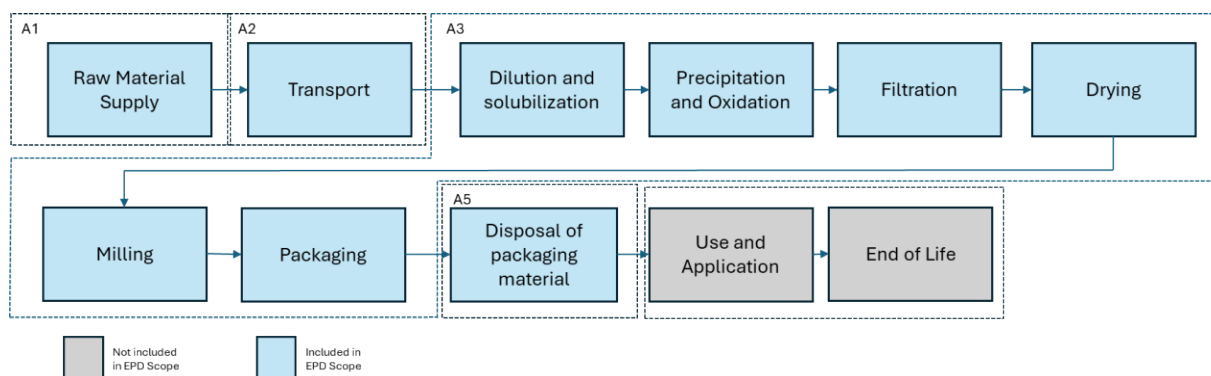 A1
A2
A3
Raw Material
Supply
Transport
Dilution and
solubilization
Precipitation
and Oxidation
Filtration
Drying
A5
Milling
Packaging
Disposal of
packaging
material
Use and
Application
End of Life
Not included
in EPD Scope
Included in
EPD Scope